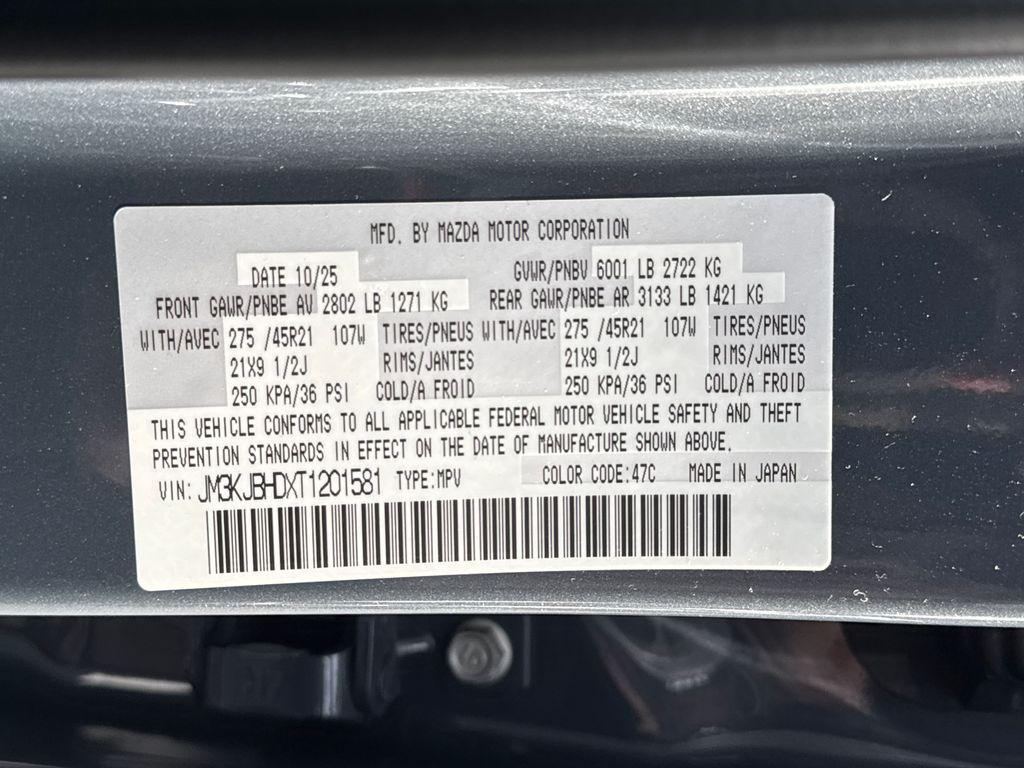 MFD. BY MAZDA MOTOR CORPORATION
DATE 10/25 GVWR/PNBV 6001 LB 2722 KG
FRONT GAWR/PNBE AV 2802 LB 1271 KG REAR GAWR/PNBE AR 3133 LB 1421 KG
WITH/AVEC 275 /45R21 107W TIRES/PNEUS WITH/AVEC 275 /45R21 107W TIRES/PNEUS
21X9 1/2J RIMS/JANTES 21X9 1/2J RIMS/JANTES
250 KPA/36 PSI COLD/A FROID 250 KPA/36 PSI COLD/A FROID
THIS VEHICLE CONFORMS TO ALL APPLICABLE FEDERAL MOTOR VEHICLE SAFETY AND THEFT
PREVENTION STANDARDS IN EFFECT ON THE DATE OF MANUFACTURE SHOWN ABOVE.
VIN: JM3KJBHDXT1201581 TYPE:MPV COLOR CODE:47C MADE IN JAPAN